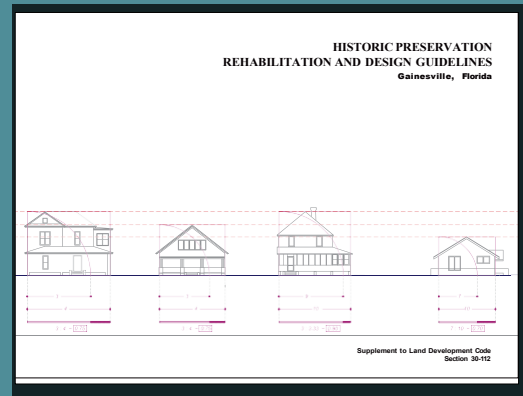 HISTORIC PRESERVATION
REHABILITATION AND DESIGN GUIDELINES
Gainesville, Florida
Supplement to Land Development Code
Section 30-112